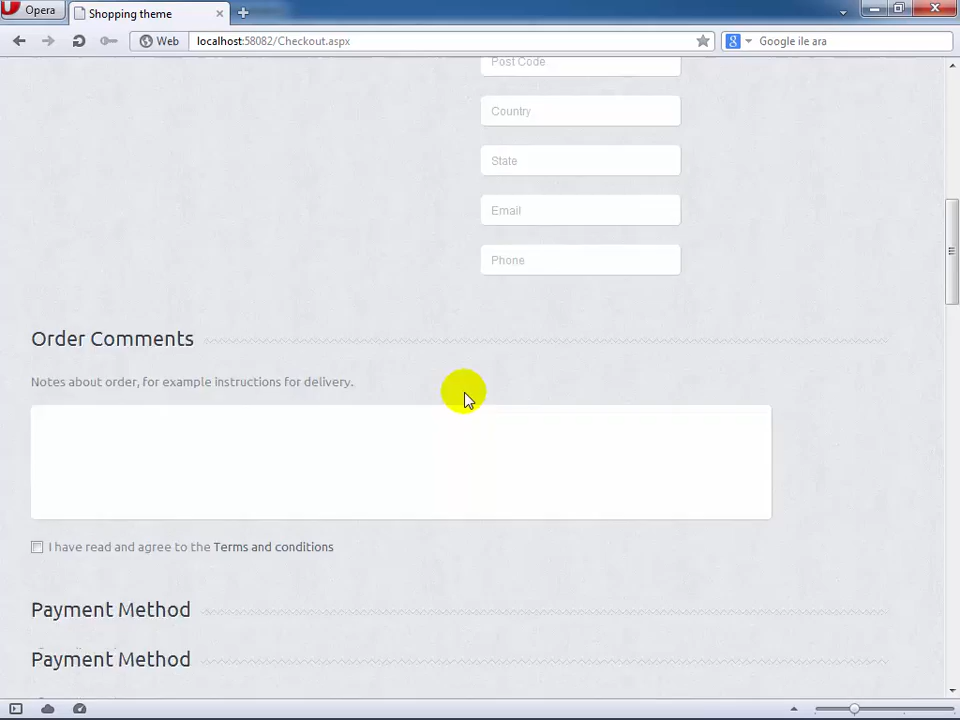 Opera
Shopping theme
Web
localhost:58082/Checkout.aspx
Google ile ara
Post Code
Country
State
Email
Phone
Order Comments
Notes about order, for example instructions for delivery.
I have read and agree to the Terms and conditions
Payment Method
Payment Method